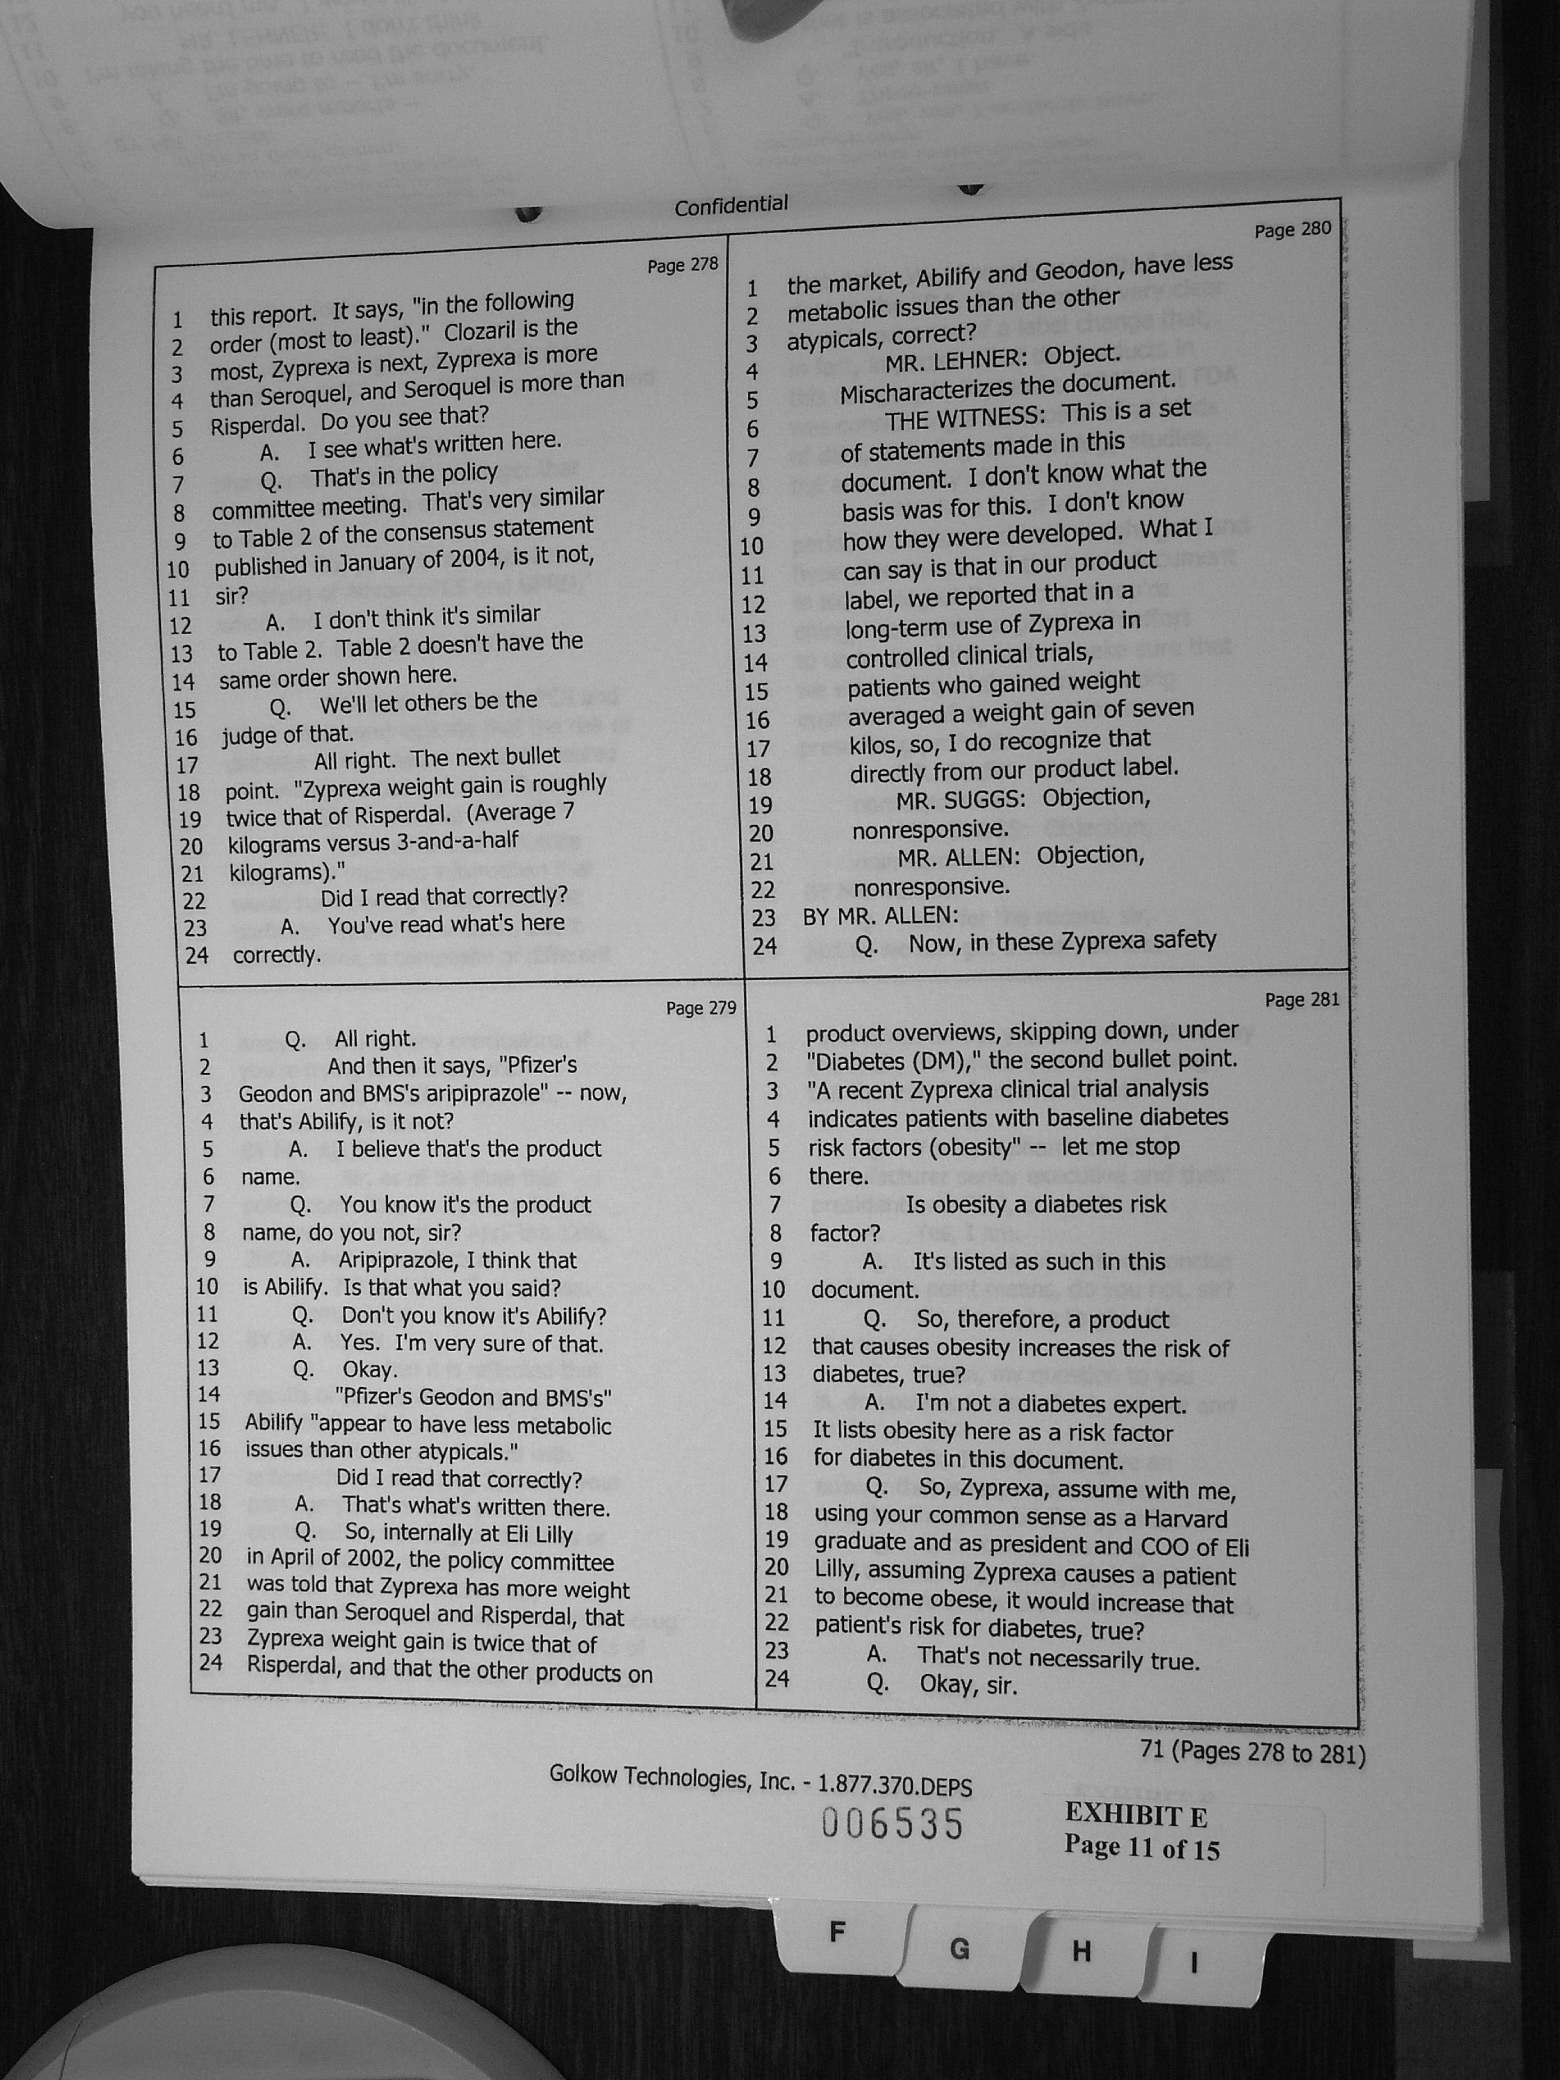 Confidential
Page 278
1 this report. It says, "in the following
2 order (most to least)." Clozaril is the
3 most, Zyprexa is next, Zyprexa is more
4 than Seroquel, and Seroquel is more than
5 Risperdal. Do you see that?
6 A. I see what's written here.
7 Q. That's in the policy
8 committee meeting. That's very similar
9 to Table 2 of the consensus statement
10 published in January of 2004, is it not,
11 sir?
12 A. I don't think it's similar
13 to Table 2. Table 2 doesn't have the
14 same order shown here.
15 Q. We'll let others be the
16 judge of that.
17 All right. The next bullet
18 point. "Zyprexa weight gain is roughly
19 twice that of Risperdal. (Average 7
20 kilograms versus 3-and-a-half
21 kilograms)."
22 Did I read that correctly?
23 A. You've read what's here
24 correctly.
Page 279
1 Q. All right.
2 And then it says, "Pfizer's
3 Geodon and BMS's aripiprazole" -- now,
4 that's Abilify, is it not?
5 A. I believe that's the product
6 name.
7 Q. You know it's the product
8 name, do you not, sir?
9 A. Aripiprazole, I think that
10 is Abilify. Is that what you said?
11 Q. Don't you know it's Abilify?
12 A. Yes. I'm very sure of that.
13 Q. Okay.
14 "Pfizer's Geodon and BMS's"
15 Abilify "appear to have less metabolic
16 issues than other atypicals."
17 Did I read that correctly?
18 A. That's what's written there.
19 Q. So, internally at Eli Lilly
20 in April of 2002, the policy committee
21 was told that Zyprexa has more weight
22 gain than Seroquel and Risperdal, that
23 Zyprexa weight gain is twice that of
24 Risperdal, and that the other products on
Page 280
1 the market, Abilify and Geodon, have less
2 metabolic issues than the other
3 atypicals, correct?
4 MR. LEHNER: Object.
5 Mischaracterizes the document.
6 THE WITNESS: This is a set
7 of statements made in this
8 document. I don't know what the
9 basis was for this. I don't know
10 how they were developed. What I
11 can say is that in our product
12 label, we reported that in a
13 long-term use of Zyprexa in
14 controlled clinical trials,
15 patients who gained weight
16 averaged a weight gain of seven
17 kilos, so, I do recognize that
18 directly from our product label.
19 MR. SUGGS: Objection,
20 nonresponsive.
21 MR. ALLEN: Objection,
22 nonresponsive.
23 BY MR. ALLEN:
24 Q. Now, in these Zyprexa safety
Page 281
1 product overviews, skipping down, under
2 "Diabetes (DM)," the second bullet point.
3 "A recent Zyprexa clinical trial analysis
4 indicates patients with baseline diabetes
5 risk factors (obesity" -- let me stop
6 there.
7 Is obesity a diabetes risk
8 factor?
9 A. It's listed as such in this
10 document.
11 Q. So, therefore, a product
12 that causes obesity increases the risk of
13 diabetes, true?
14 A. I'm not a diabetes expert.
15 It lists obesity here as a risk factor
16 for diabetes in this document.
17 Q. So, Zyprexa, assume with me,
18 using your common sense as a Harvard
19 graduate and as president and COO of Eli
20 Lilly, assuming Zyprexa causes a patient
21 to become obese, it would increase that
22 patient's risk for diabetes, true?
23 A. That's not necessarily true.
24 Q. Okay, sir.
71 (Pages 278 to 281)
Golkow Technologies, Inc. - 1.877.370.DEPS
006535
EXHIBIT E
Page 11 of 15
F
G
H
I